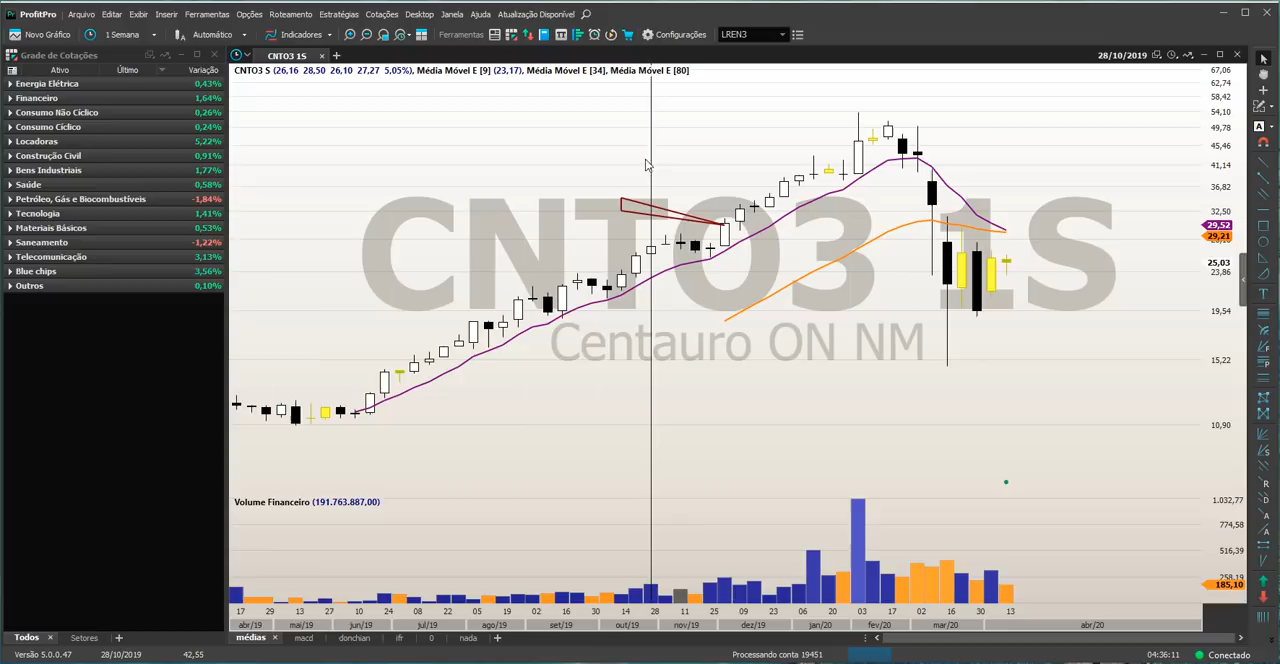 ProfitPro Arquivo Editar Exibir Inserir Ferramentas Opções Roteamento Estratégias Cotações Desktop Janela Ajuda Atualização Disponível
Novo Gráfico 1 Semana Automático Indicadores Ferramentas Configurações LREN3
Grade de Cotações
CNTO3 1S
28/10/2019
Ativo Último Variação
Energia Elétrica 0,43%
Financeiro 1,64%
Consumo Não Cíclico 0,26%
Consumo Cíclico 0,24%
Locadoras 5,22%
Construção Civil 0,91%
Bens Industriais 1,77%
Saúde 0,58%
Petróleo, Gás e Biocombustíveis -1,84%
Tecnologia 1,41%
Materiais Básicos 0,53%
Saneamento -1,22%
Telecomunicação 3,13%
Blue chips 3,56%
Outros 0,10%
CNTO3 S (26,16 28,50 26,10 27,27 5,05%), Média Móvel E [9] (23,17), Média Móvel E [34], Média Móvel E [80]
CNTO3 1S
Centauro ON NM
67,06
62,74
58,42
54,10
49,78
45,46
41,14
36,82
32,50
29,52
29,21
25,03
23,86
19,54
15,22
10,90
Volume Financeiro (191.763.887,00)
1.032,77
774,58
516,39
258,19
185,10
17 29 13 27 10 24 08 22 05 19 02 16 30 14 28 11 25 09 23 06 20 03 17 02 16 30 13
abr/19 mai/19 jun/19 jul/19 ago/19 set/19 out/19 nov/19 dez/19 jan/20 fev/20 mar/20 abr/20
Todos Setores
médias macd donchian ifr 0 nada
Versão 5.0.0.47 28/10/2019 42,55 Processando conta 19451 04:36:11 Conectado